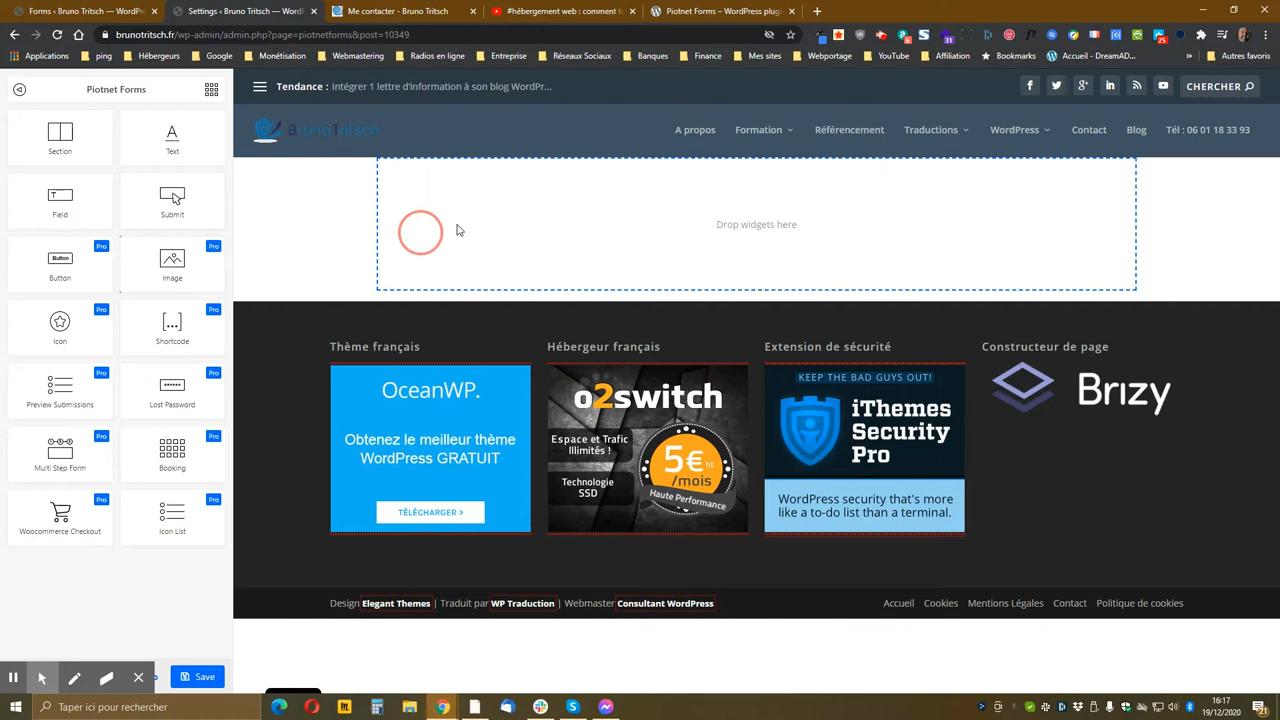 Forms ‹ Bruno Tritsch — WordPr
Settings ‹ Bruno Tritsch — WordP
Me contacter - Bruno Tritsch
#hébergement web : comment t
Piotnet Forms – WordPress plug
brunotritsch.fr/wp-admin/admin.php?page=piotnetforms&post=10349
Applications
ping
Hébergeurs
Webmastering
Radios en ligne
Entreprise
Réseaux Sociaux
Banques
Finance
Mes sites
Webmaster
YouTube
Affiliation
Bookmarks
Accueil – DreamAD...
Autres favoris
Piotnet Forms
Section
Text
Field
Submit
Pro
Pro
Button
Button
Image
Pro
Pro
Icon
[...]
Shortcode
Pro
Pro
Preview Submissions
Lost Password
Pro
Pro
Multi Step Form
Booking
Pro
Pro
Woocommerce Checkout
Icon List
Save
Tendance : Intégrer 1 lettre d'information à son blog WordPr...
CHERCHER
BrunoTritsch
A propos
Formation
Référencement
Traductions
WordPress
Contact
Blog
Tél : 06 01 18 33 93
Drop widgets here
Thème français
Hébergeur français
Extension de sécurité
Constructeur de page
OceanWP.
Obtenez le meilleur thème
WordPress GRATUIT
TÉLÉCHARGER >
o2switch
Espace et Trafic
Illimités !
Technologie
SSD
5€ ht
/mois
Haute Performance
KEEP THE BAD GUYS OUT!
iThemes
Security
Pro
WordPress security that's more
like a to-do list than a terminal.
Brizy
Design Elegant Themes | Traduit par WP Traduction | Webmaster Consultant WordPress
Accueil
Cookies
Mentions Légales
Contact
Politique de cookies
Taper ici pour rechercher
16:17
19/12/2020
21